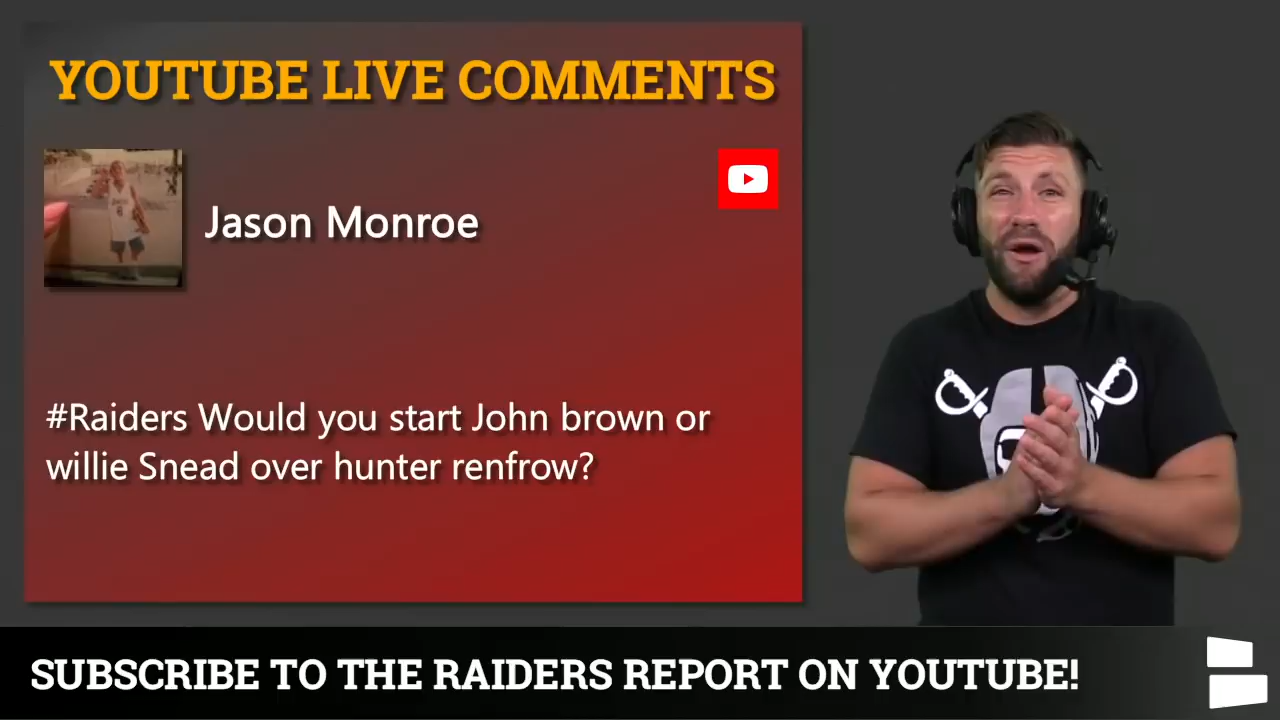 YOUTUBE LIVE COMMENTS
Jason Monroe
#Raiders Would you start John brown or
willie Snead over hunter renfrow?
SUBSCRIBE TO THE RAIDERS REPORT ON YOUTUBE!